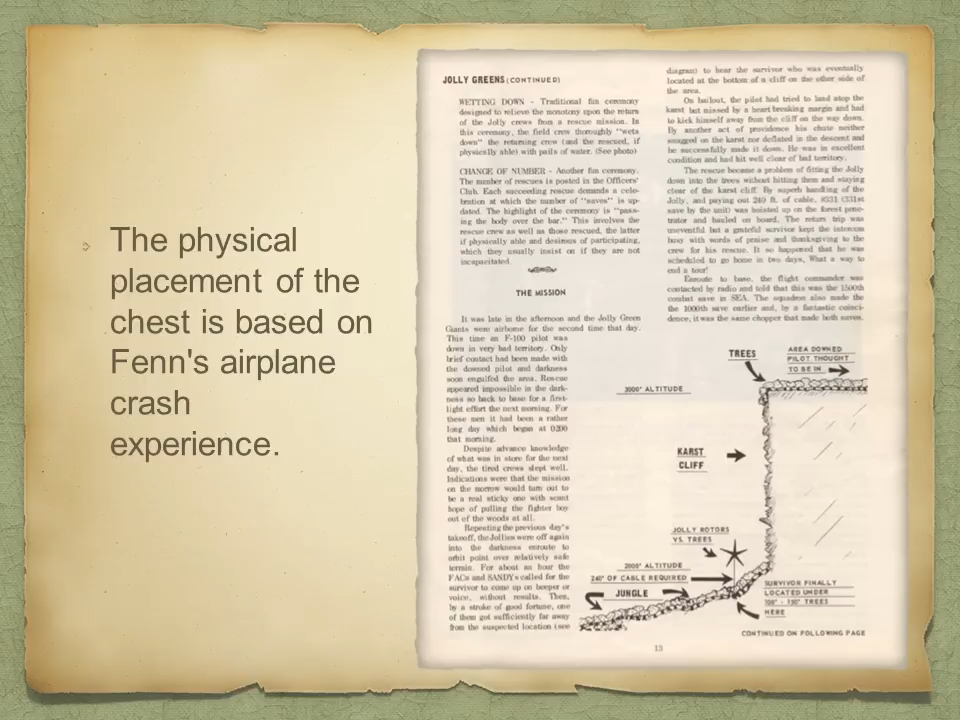 The physical
placement of the
chest is based on
Fenn's airplane
crash
experience.
JOLLY GREENS (CONTINUED)
WETTING DOWN - Traditional fun ceremony
designed to relieve the monotony upon the return
of the Jolly crews from a rescue mission. In
this ceremony, the field crew thoroughly "wets
down" the returning crew (and the rescued, if
physically able) with pails of water. (See photo)
CHANGE OF NUMBER - Another fun ceremony.
The number of rescues is posted in the Officers'
Club. Each succeeding rescue demands a cele-
bration at which the number of "saves" is up-
dated. The highlight of the ceremony is "pass-
ing the body over the bar." This involves the
rescue crew as well as those rescued, the latter
if physically able and desirous of participating,
which they usually insist on if they are not
incapacitated.
THE MISSION
It was late in the afternoon and the Jolly Green
Giants were airborne for the second time that day.
This time an F-100 pilot was
down in very bad territory. Only
brief contact had been made with
the downed pilot and darkness
soon engulfed the area. Rescue
appeared impossible in the dark-
ness so back to base for a first-
light effort the next morning. For
these men it had been a rather
long day which began at 0200
that morning.
Despite advance knowledge
of what was in store for the next
day, the tired crews slept well.
Indications were that the mission
on the morrow would turn out to
be a real sticky one with scant
hope of pulling the fighter boy
out of the woods at all.
Repeating the previous day's
takeoff, the Jollies were off again
into the darkness enroute to
orbit point over relatively safe
terrain. For about an hour the
FACs and SANDYs called for the
survivor to come up on beeper or
voice, without results. Then,
by a stroke of good fortune, one
of them got sufficiently far away
from the suspected location (see
diagram) to hear the survivor who was eventually
located at the bottom of a cliff on the other side of
the area.
On bailout, the pilot had tried to land atop the
karst but missed by a heart breaking margin and had
to kick himself away from the cliff on the way down.
By another act of providence his chute neither
snagged on the karst nor deflated in the descent and
he successfully made it down. He was in excellent
condition and had hit well clear of bad territory.
The rescue became a problem of fitting the Jolly
down into the trees without hitting them and staying
clear of the karst cliff. By superb handling of the
Jolly, and paying out 240 ft. of cable, #331 (331st
save by the unit) was hoisted up on the forest pene-
trator and hauled on board. The return trip was
uneventful but a grateful survivor kept the intercom
busy with words of praise and thanksgiving to the
crew for his rescue. It so happened that he was
scheduled to go home in two days, What a way to
end a tour!
Enroute to base, the flight commander was
contacted by radio and told that this was the 1500th
combat save in SEA. The squadron also made the
the 1000th save earlier and, by a fantastic coinci-
dence, it was the same chopper that made both saves.
TREES
AREA DOWNED
PILOT THOUGHT
TO BE IN
3000' ALTITUDE
KARST
CLIFF
JOLLY ROTORS
VS. TREES
2000' ALTITUDE
240' OF CABLE REQUIRED
JUNGLE
SURVIVOR FINALLY
LOCATED UNDER
100' - 150' TREES
HERE
CONTINUED ON FOLLOWING PAGE
13